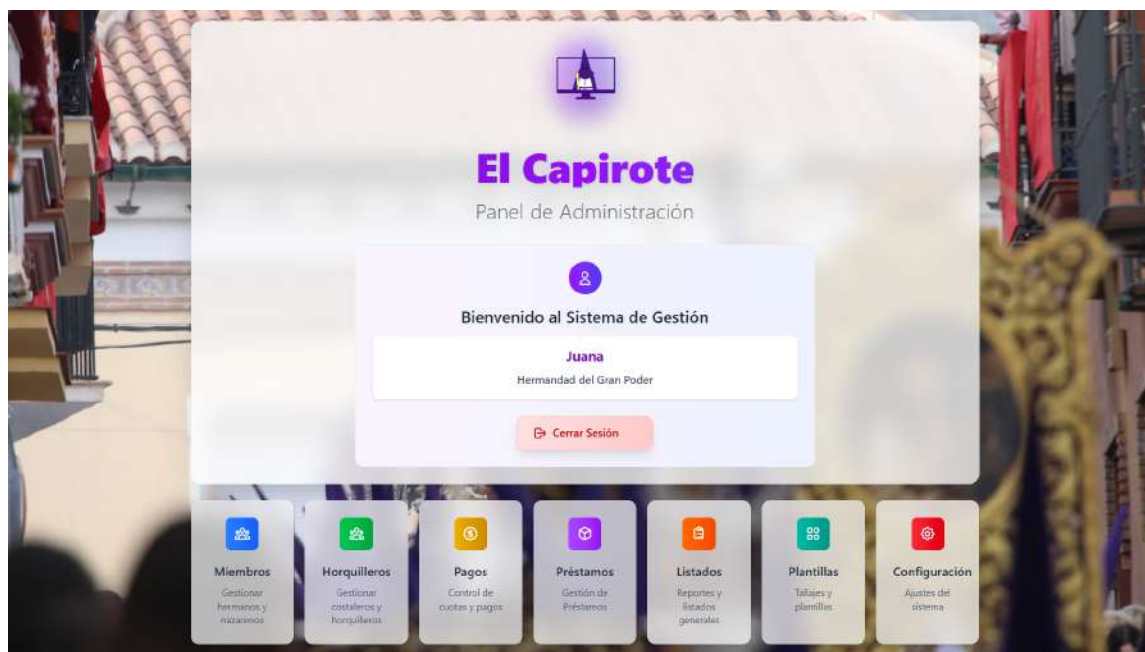 El Capirote
Panel de Administración
Bienvenido al Sistema de Gestión
Juana
Hermandad del Gran Poder
Cerrar Sesión
Miembros
Gestionar
hermanos y
nazarenos
Horquilleros
Gestionar
costaleros y
horquilleros
Pagos
Control de
cuotas y pagos
Préstamos
Gestión de
Préstamos
Listados
Reportes y
listados
generales
Plantillas
Tallajes y
plantillas
Configuración
Ajustes del
sistema